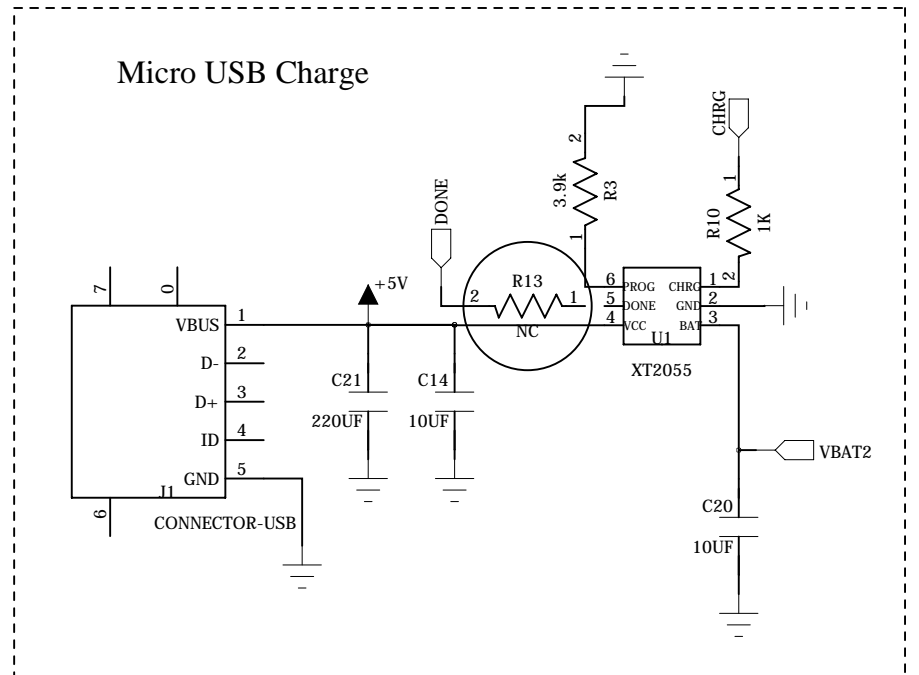 Micro USB Charge
2
3.9k
R3
1
CHRG
1
R10
1K
2
DONE
+5V
2
R13
1
NC
6
PROG
CHRG
1
5
DONE
GND
2
4
VCC
BAT
3
U1
XT2055
7
0
VBUS
1
D-
2
D+
3
ID
4
GND
5
J1
6
CONNECTOR-USB
C21
220UF
C14
10UF
VBAT2
C20
10UF